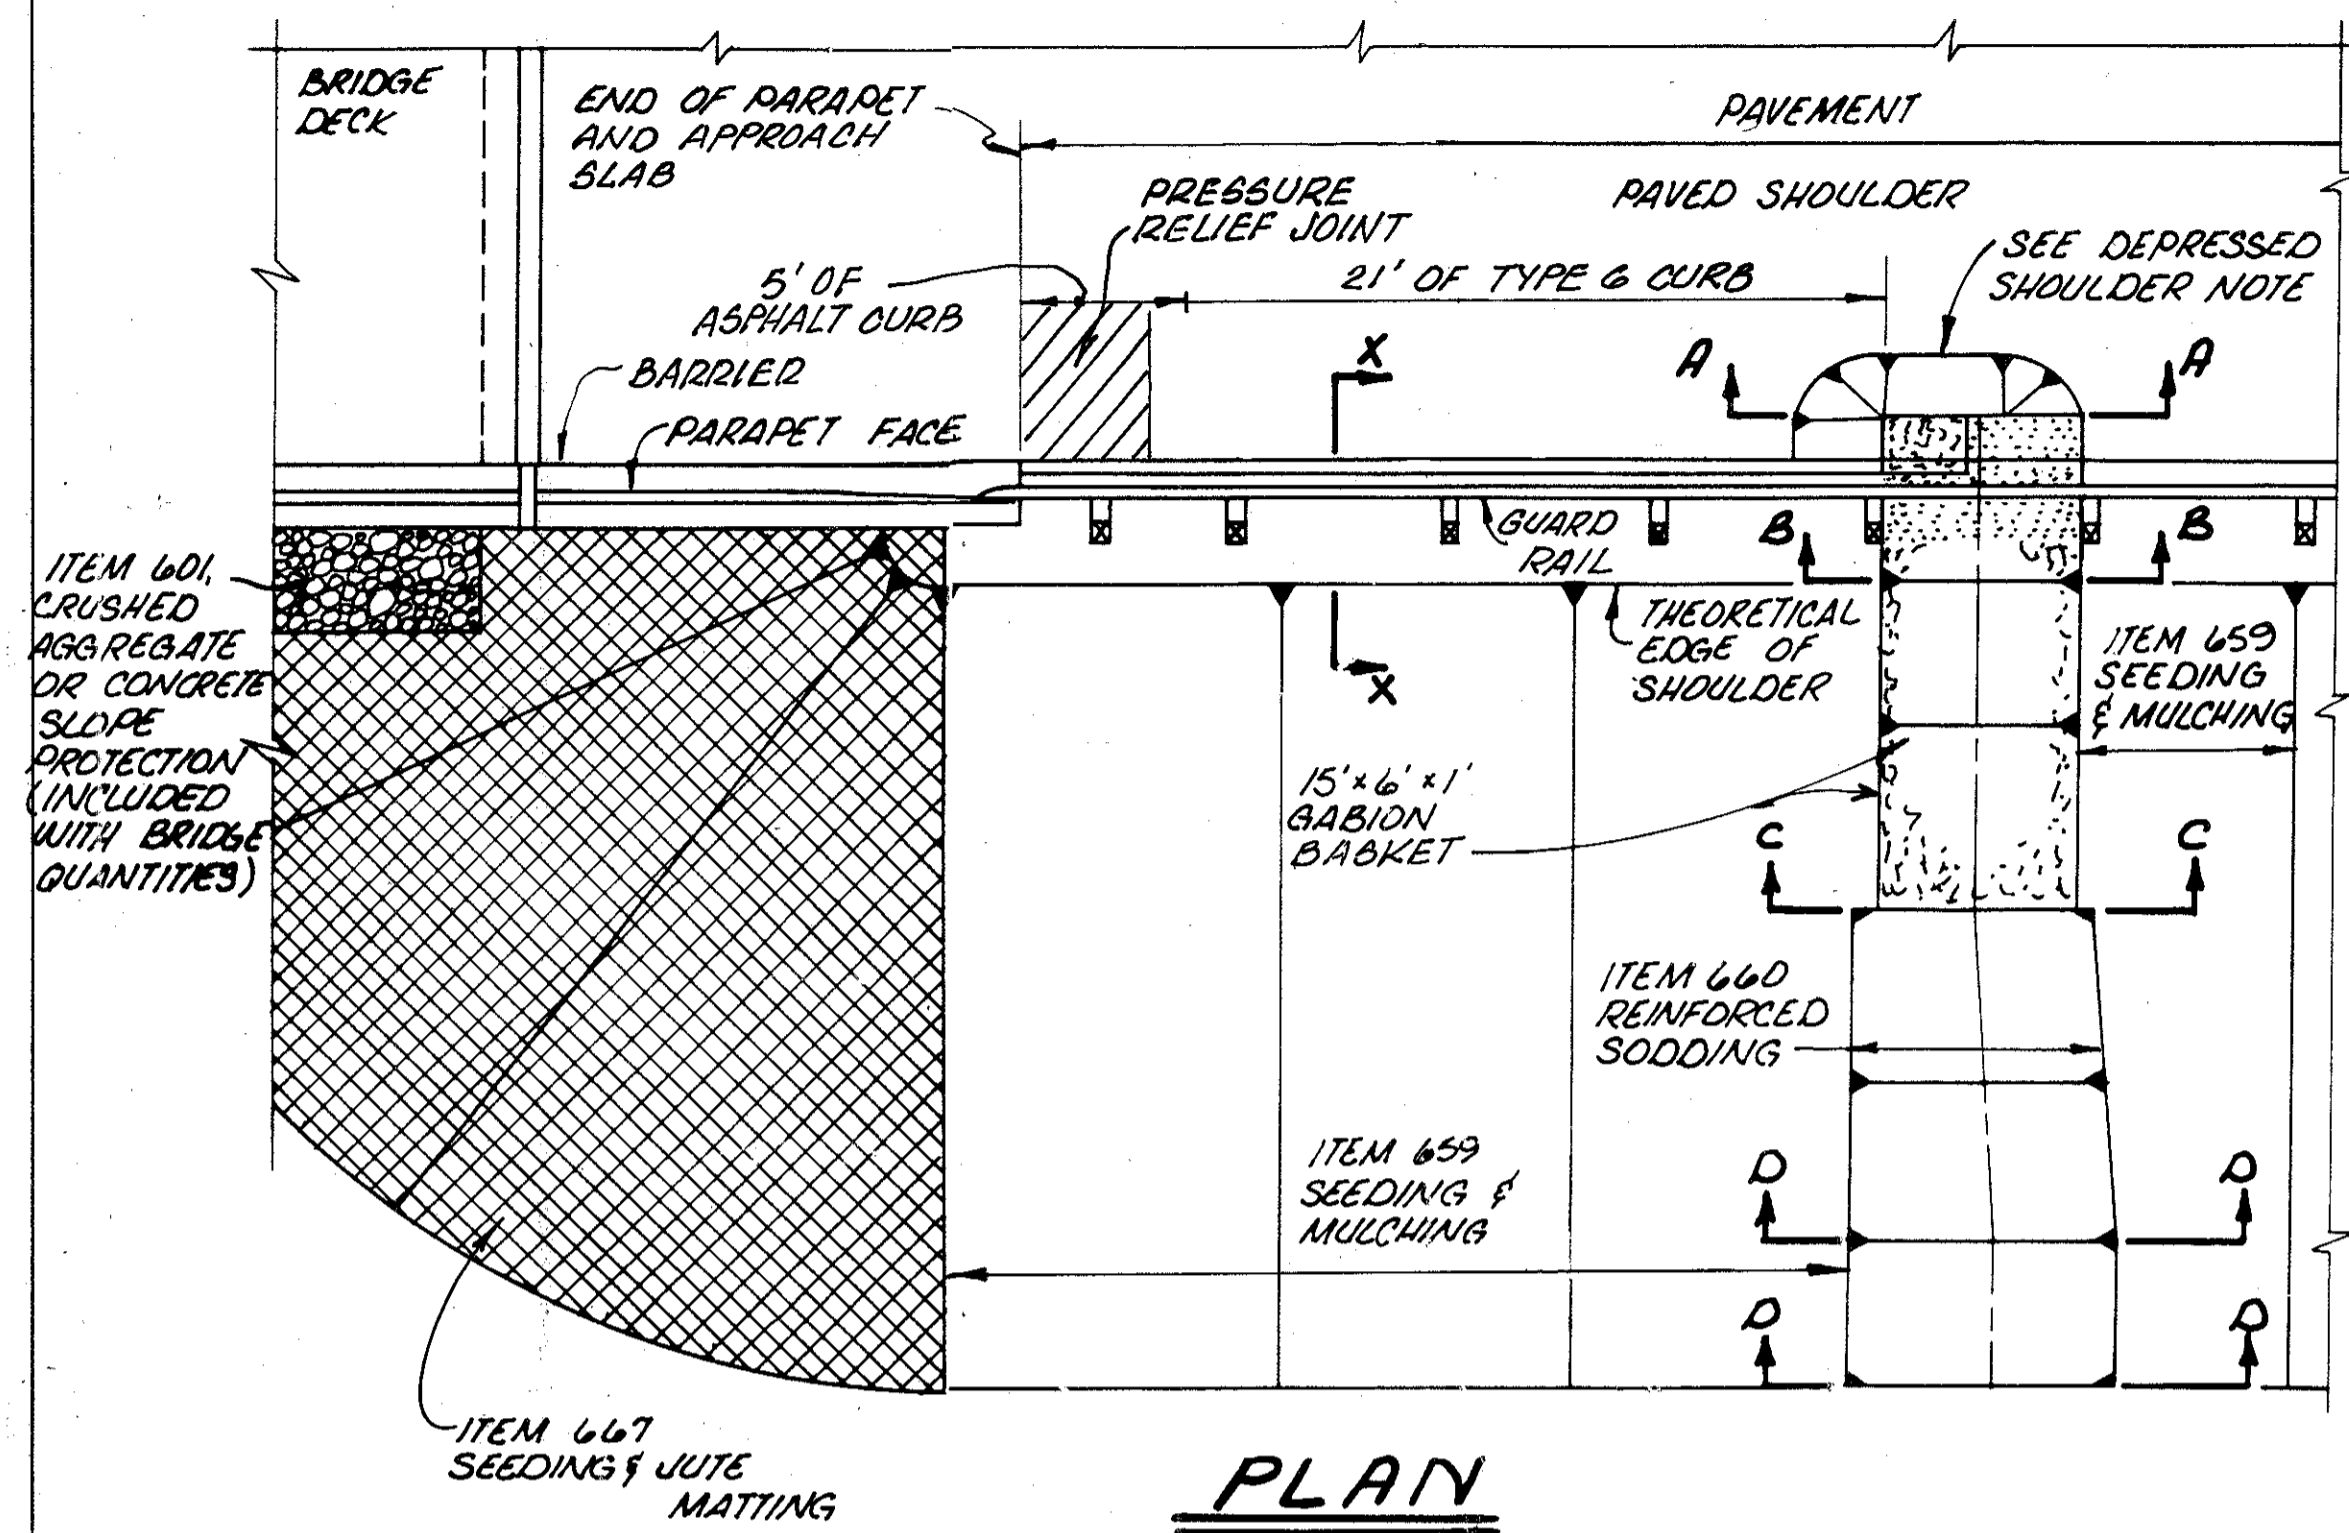 BRIDGE
DECK
END OF PARAPET
AND APPROACH
SLAB
PAVEMENT
PRESSURE
RELIEF JOINT
PAVED SHOULDER
SEE DEPRESSED
SHOULDER NOTE
5' OF
ASPHALT CURB
21' OF TYPE 6 CURB
BARRIER
X
A
A
PARAPET FACE
GUARD
RAIL
B
B
ITEM 601,
CRUSHED
AGGREGATE
OR CONCRETE
SLOPE
PROTECTION
(INCLUDED
WITH BRIDGE
QUANTITIES)
X
THEORETICAL
EDGE OF
SHOULDER
ITEM 659
SEEDING
& MULCHING
15' x 6' x 1'
GABION
BASKET
C
C
ITEM 660
REINFORCED
SODDING
ITEM 659
SEEDING &
MULCHING
D
D
D
D
ITEM 667
SEEDING & JUTE
MATTING
PLAN